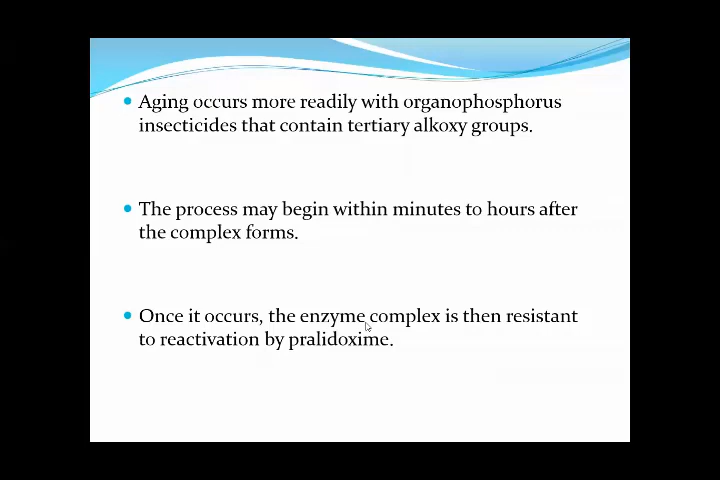 Aging occurs more readily with organophosphorus
insecticides that contain tertiary alkoxy groups.
The process may begin within minutes to hours after
the complex forms.
Once it occurs, the enzyme complex is then resistant
to reactivation by pralidoxime.